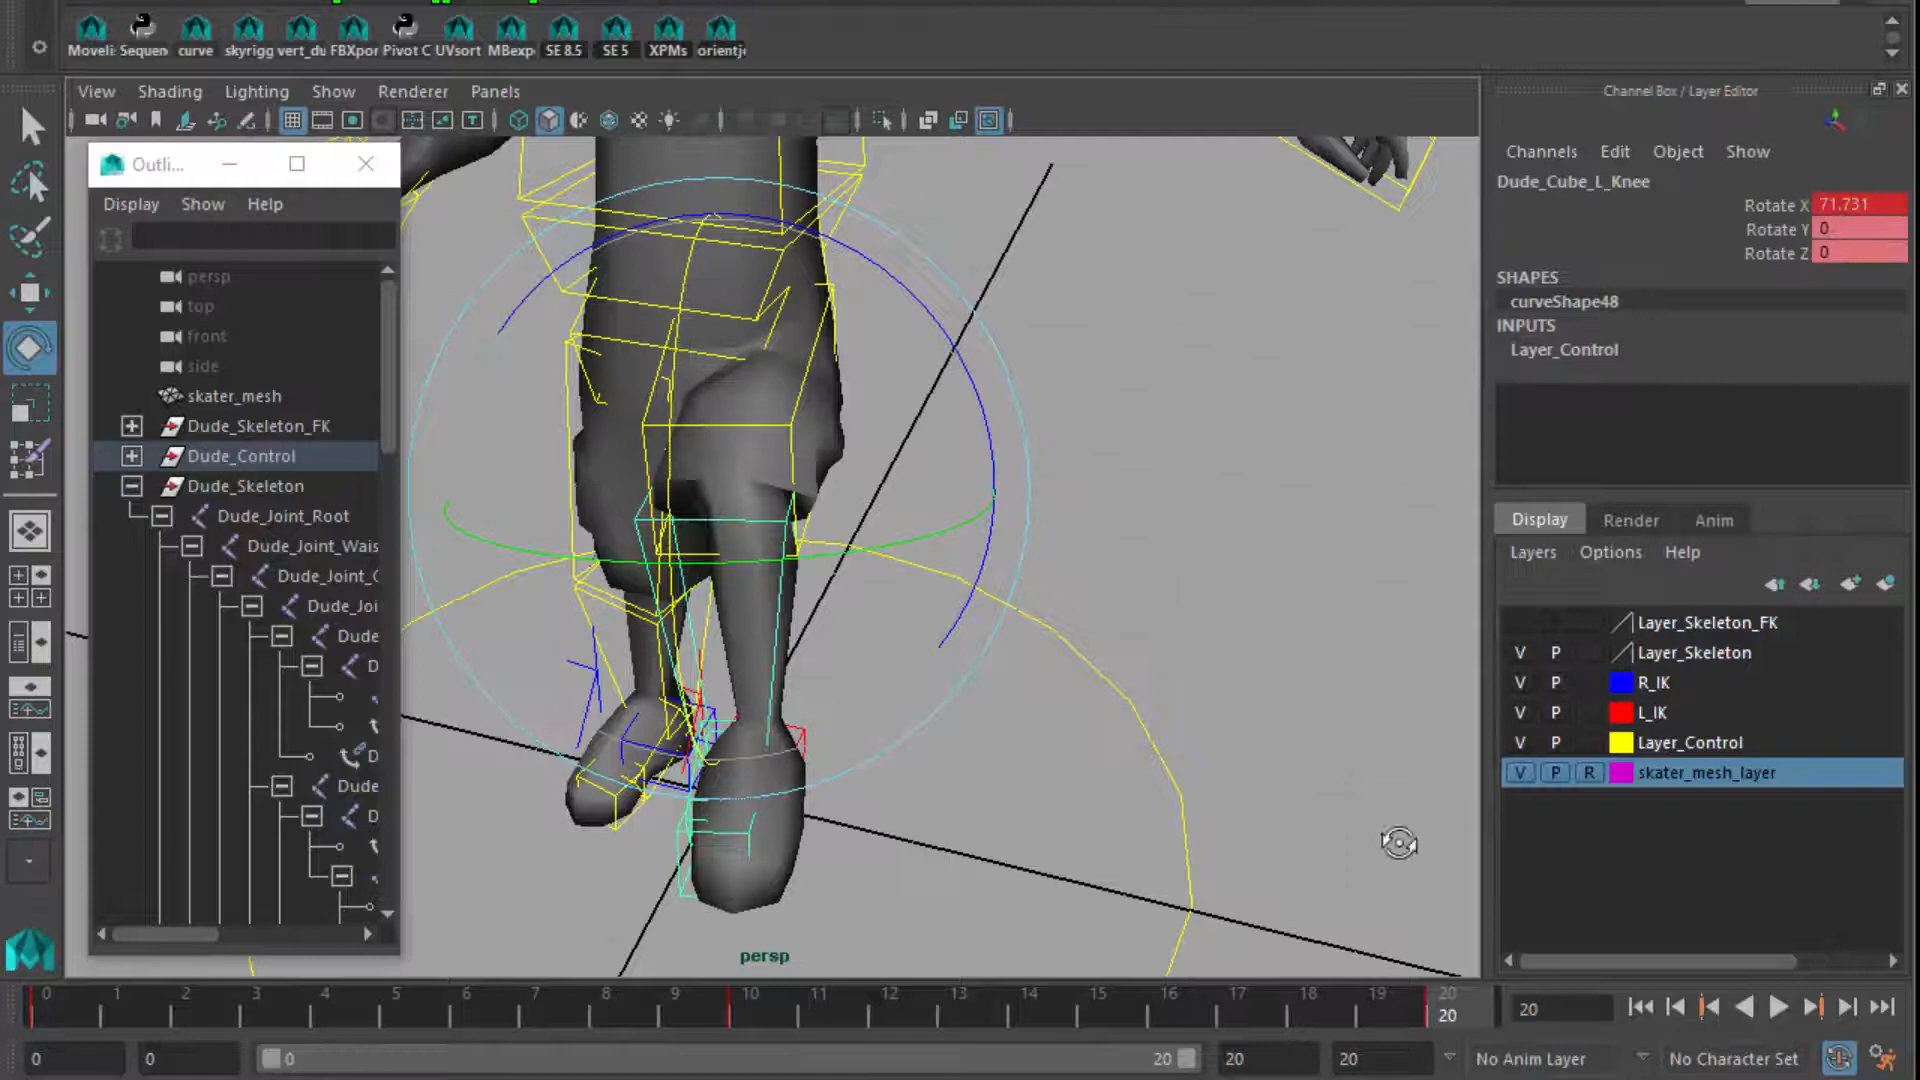 Moveli Sequen curve skyrigg vert_du FBXpor Pivot C UVsort MBexp SE 8.5 SE 5 XPMs orientj
View Shading Lighting Show Renderer Panels
Channel Box / Layer Editor
Outli...
Display Show Help
persp
top
front
side
skater_mesh
Dude_Skeleton_FK
Dude_Control
Dude_Skeleton
Dude_Joint_Root
Dude_Joint_Wais
Dude_Joint_C
Dude_Joi
Dude
D
D
Dude
D
persp
Channels Edit Object Show
Dude_Cube_L_Knee
Rotate X 71.731
Rotate Y 0
Rotate Z 0
SHAPES
curveShape48
INPUTS
Layer_Control
Display Render Anim
Layers Options Help
Layer_Skeleton_FK
V P Layer_Skeleton
V P R_IK
V P L_IK
V P Layer_Control
V P R skater_mesh_layer
0 1 2 3 4 5 6 7 8 9 10 11 12 13 14 15 16 17 18 19 20
20
20
0 0 0 20 20 20 No Anim Layer No Character Set